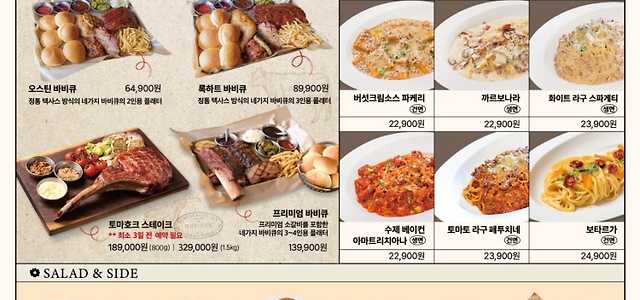 오스틴 바비큐 64,900원
정통 텍사스 방식의 네가지 바비큐의 2인용 플래터
록하트 바비큐 89,900원
정통 텍사스 방식의 네가지 바비큐의 3인용 플래터
토마호크 스테이크
** 최소 3일 전 예약 필요
189,000원 (800g) | 329,000원 (1.5kg)
프리미엄 바비큐
프리미엄 소갈비를 포함한
네가지 바비큐의 3~4인용 플래터
139,900원
버섯크림소스 파케리
건면
22,900원
까르보나라
생면
22,900원
화이트 라구 스파게티
생면
23,900원
수제 베이컨
아마트리치아나 생면
22,900원
토마토 라구 페투치네
생면
23,900원
보타르가
건면
24,900원
SALAD & SIDE